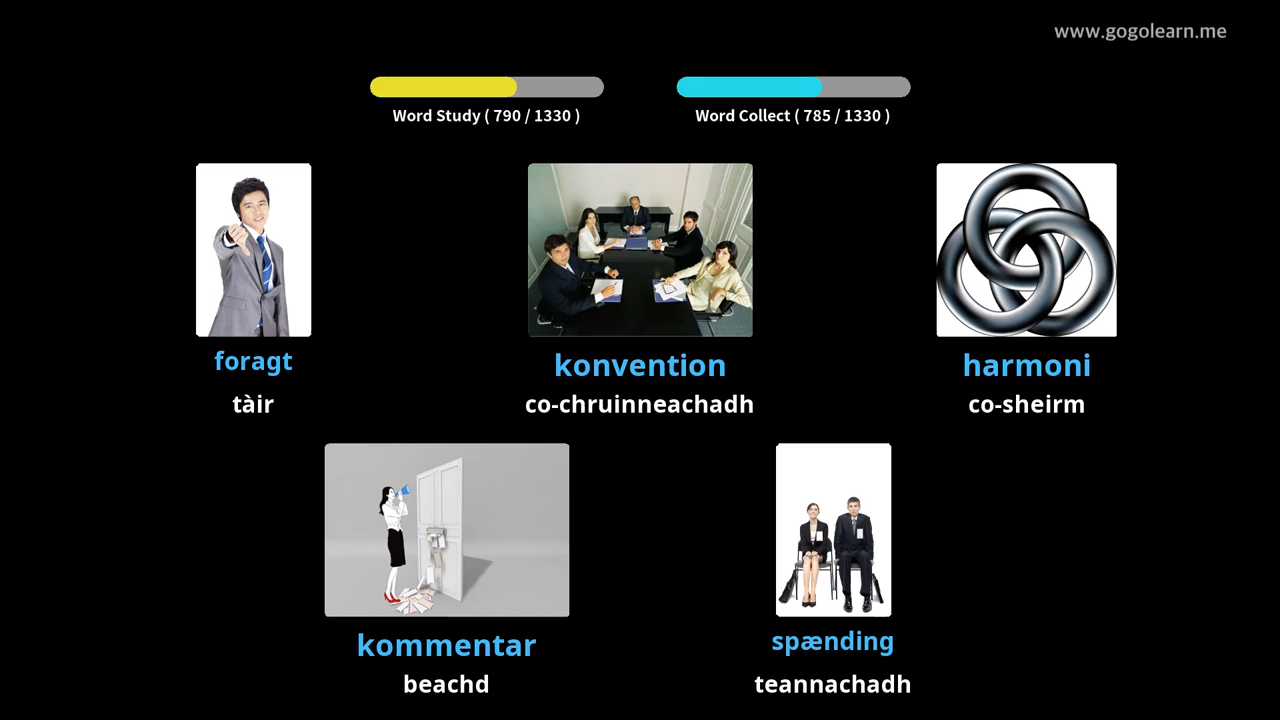 www.gogolearn.me
Word Study ( 790 / 1330 )
Word Collect ( 785 / 1330 )
foragt
tàir
konvention
co-chruinneachadh
harmoni
co-sheirm
kommentar
beachd
spænding
teannachadh